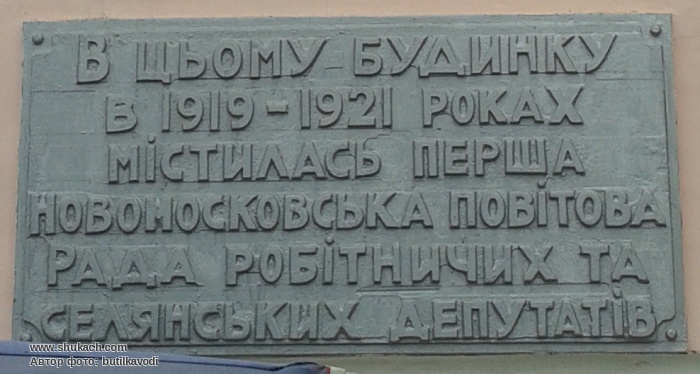 В ЦЬОМУ БУДИНКУ
В 1919-1921 РОКАХ
МІСТИЛАСЬ ПЕРША
НОВОМОСКОВСЬКА ПОВІТОВА
РАДА РОБІТНИЧИХ ТА
СЕЛЯНСЬКИХ ДЕПУТАТІВ
www.shukach.com
Автор фото: butilkavodi